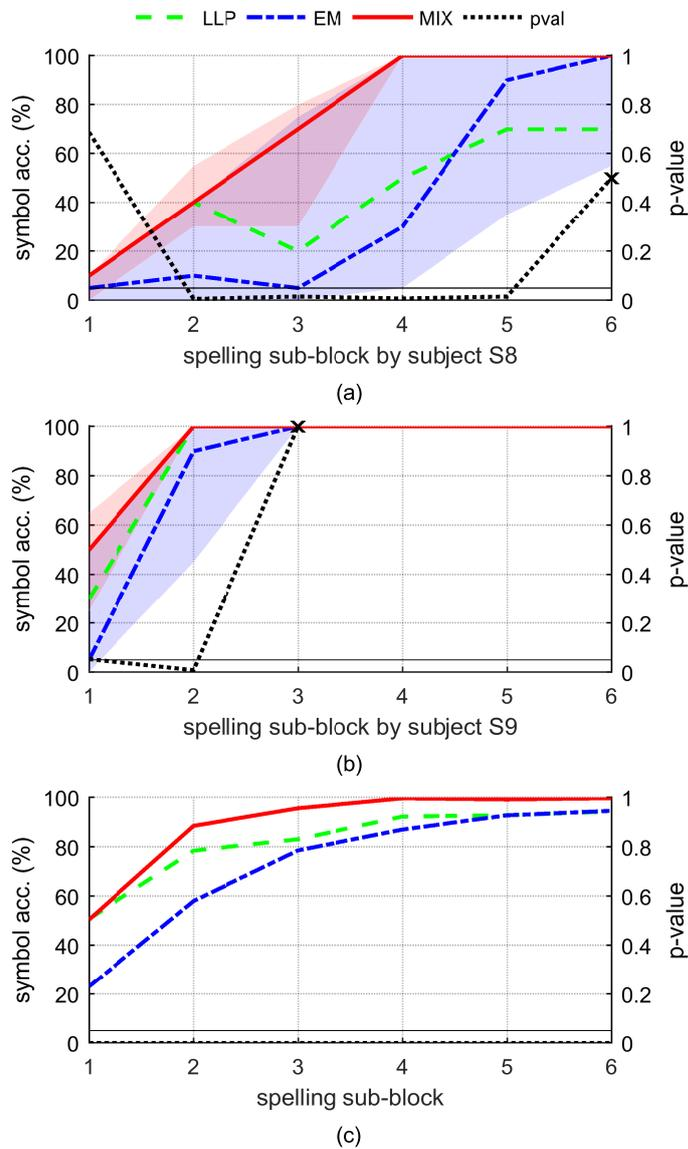 LLP EM MIX pval
100 1
80 0.8
60 0.6
40 0.4
20 0.2
0 0
symbol acc. (%)
p-value
1 2 3 4 5 6
spelling sub-block by subject S8
(a)
100 1
80 0.8
60 0.6
40 0.4
20 0.2
0 0
symbol acc. (%)
p-value
1 2 3 4 5 6
spelling sub-block by subject S9
(b)
100 1
80 0.8
60 0.6
40 0.4
20 0.2
0 0
symbol acc. (%)
p-value
1 2 3 4 5 6
spelling sub-block
(c)